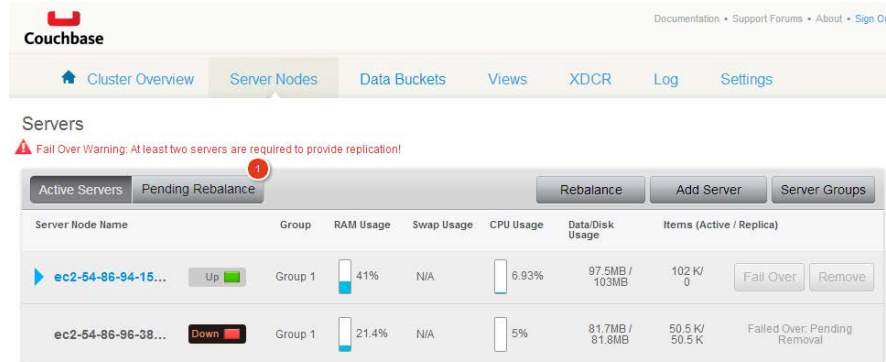 Couchbase
Documentation • Support Forums • About • Sign Ou
Cluster Overview Server Nodes Data Buckets Views XDCR Log Settings
Servers
Fail Over Warning: At least two servers are required to provide replication!
1
Active Servers Pending Rebalance Rebalance Add Server Server Groups
Server Node Name Group RAM Usage Swap Usage CPU Usage Data/Disk Usage Items (Active / Replica)
ec2-54-86-94-15... Up Group 1 41% N/A 6.93% 97.5MB / 103MB 102 K/ 0 Fail Over Remove
ec2-54-86-96-38... Down Group 1 21.4% N/A 5% 81.7MB / 81.8MB 50.5 K/ 50.5 K Failed Over: Pending Removal